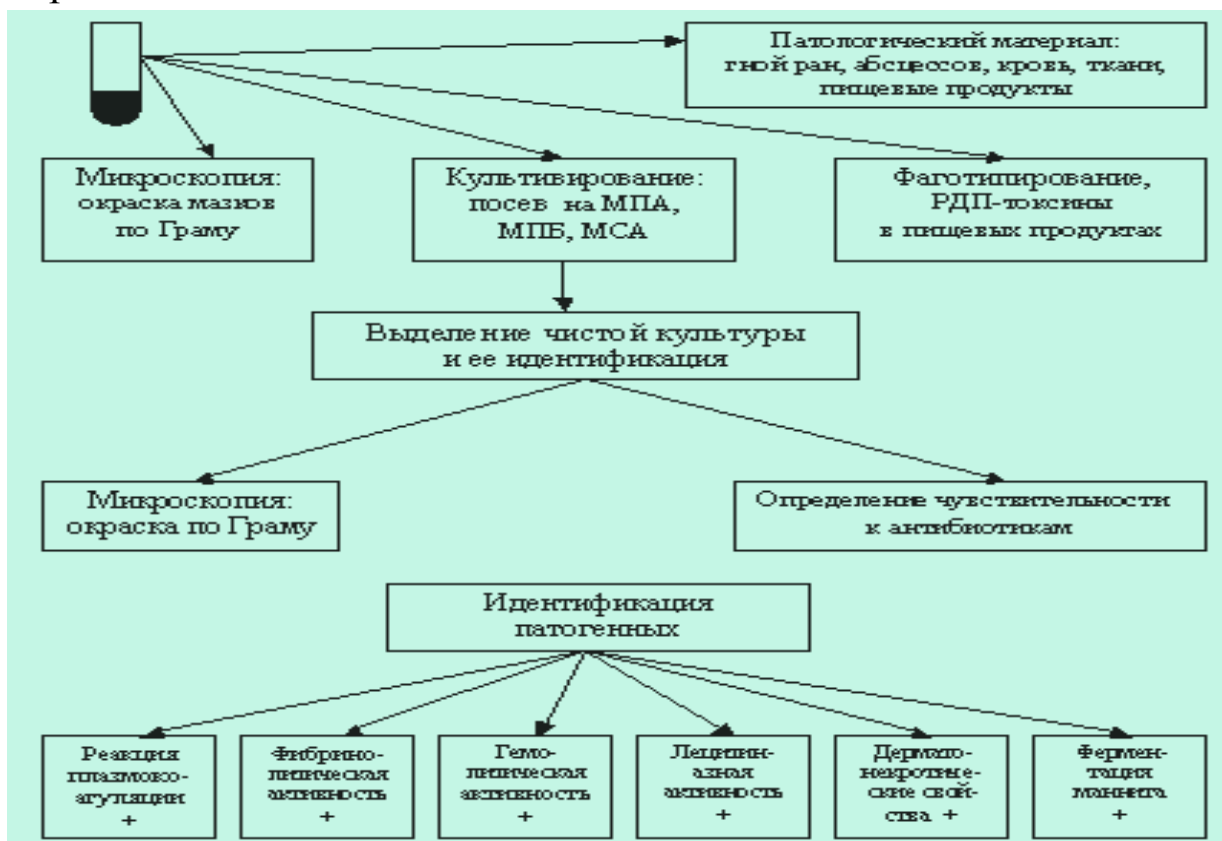 Патологический материал:
гной ран, абсцессов, кровь, ткани,
пищевые продукты
Микроскопия:
окраска мазков
по Граму
Культивирование:
посев на МПА,
МПБ, МСА
Фаготипирование,
РДП-токсины
в пищевых продуктах
Выделение чистой культуры
и ее идентификация
Микроскопия:
окраска по Граму
Определение чувствительности
к антибиотикам
Идентификация
патогенных
Реакция
плазмоко-
агуляции
+
Фибрино-
литическая
активность
+
Гемо-
литическая
активность
+
Лецитин-
азная
активность
+
Дермато-
некротиче-
ские свой-
ства +
Фермен-
тация
маннита
+